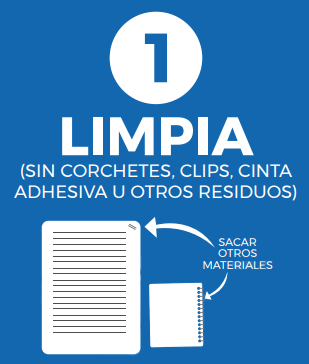 1
LIMPIA
(SIN CORCHETES, CLIPS, CINTA
ADHESIVA U OTROS RESIDUOS)
SACAR
OTROS
MATERIALES